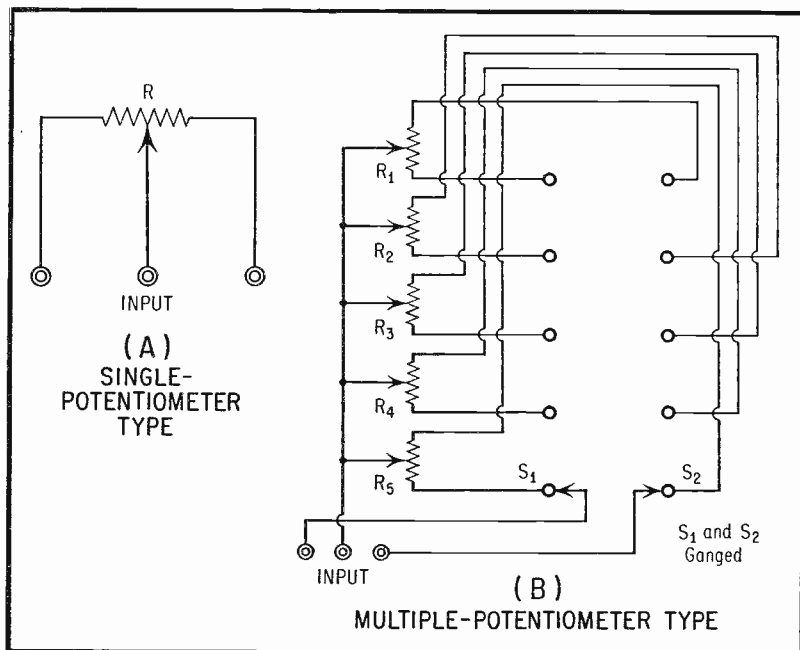 R
INPUT
(A)
SINGLE-
POTENTIOMETER
TYPE
R1
R2
R3
R4
R5
S1
S2
S1 and S2
Ganged
INPUT
(B)
MULTIPLE-POTENTIOMETER TYPE